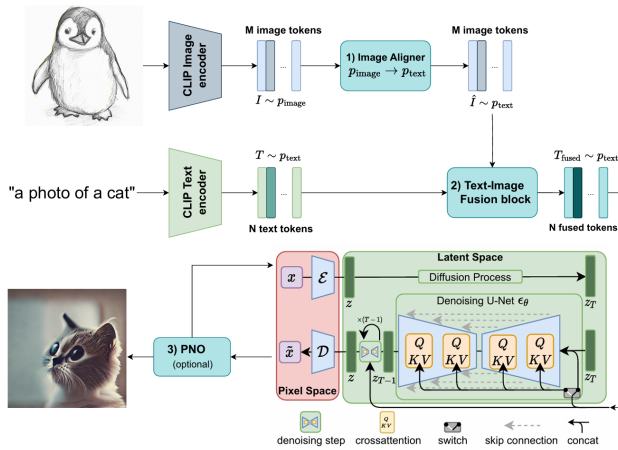 M image tokens
M image tokens
CLIP Image
encoder
...
1) Image Aligner
p_image → p_text
...
I ∼ p_image
Î ∼ p_text
T ∼ p_text
T_fused ∼ p_text
"a photo of a cat"
CLIP Text
encoder
...
2) Text-Image
Fusion block
...
N text tokens
N fused tokens
Latent Space
x
ℰ
Diffusion Process
z
z_T
Denoising U-Net ϵ_θ
×(T−1)
3) PNO
(optional)
x̃
𝒟
Q
K,V
Q
K,V
Q
K,V
Q
K,V
z
z_{T−1}
z_T
Pixel Space
Q
K V
denoising step
crossattention
switch
skip connection
concat